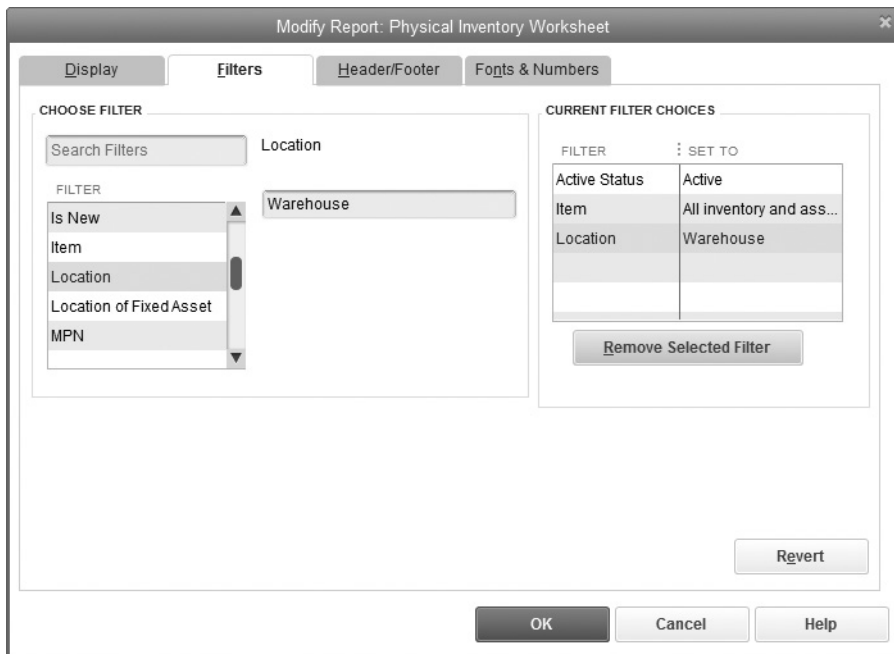 Modify Report: Physical Inventory Worksheet
×
Display
Filters
Header/Footer
Fonts & Numbers
CHOOSE FILTER
Search Filters
Location
FILTER
Warehouse
Is New
Item
Location
Location of Fixed Asset
MPN
CURRENT FILTER CHOICES
FILTER
SET TO
Active Status
Active
Item
All inventory and ass...
Location
Warehouse
Remove Selected Filter
Revert
OK
Cancel
Help